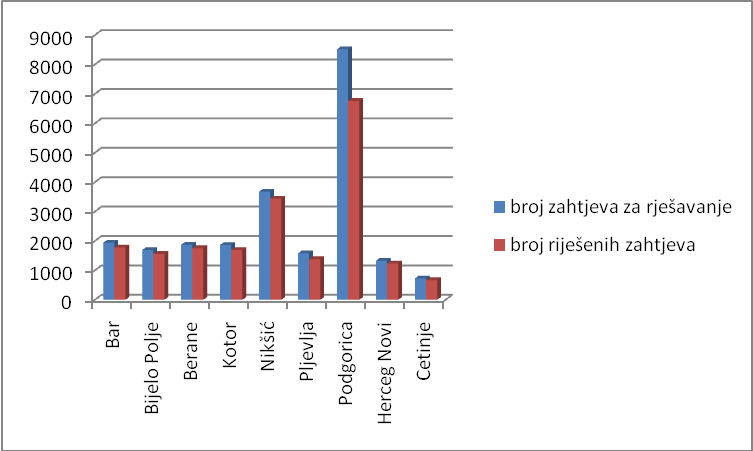 9000
8000
7000
6000
5000
4000
3000
2000
1000
0
Bar
Bijelo Polje
Berane
Kotor
Nikšić
Pljevlja
Podgorica
Herceg Novi
Cetinje
broj zahtjeva za rješavanje
broj riješenih zahtjeva